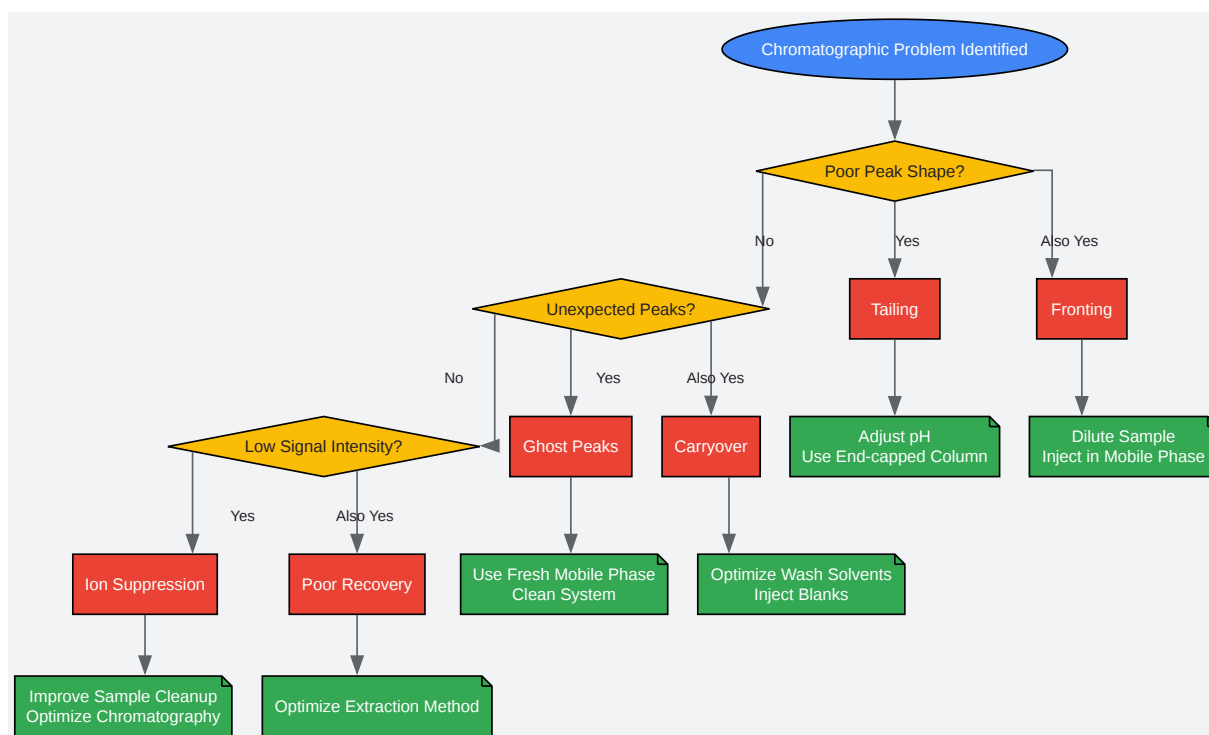 Chromatographic Problem Identified
Poor Peak Shape?
No
Yes
Also Yes
Unexpected Peaks?
Tailing
Fronting
No
Yes
Also Yes
Low Signal Intensity?
Ghost Peaks
Carryover
Adjust pH
Use End-capped Column
Dilute Sample
Inject in Mobile Phase
Yes
Also Yes
Ion Suppression
Poor Recovery
Use Fresh Mobile Phase
Clean System
Optimize Wash Solvents
Inject Blanks
Improve Sample Cleanup
Optimize Chromatography
Optimize Extraction Method